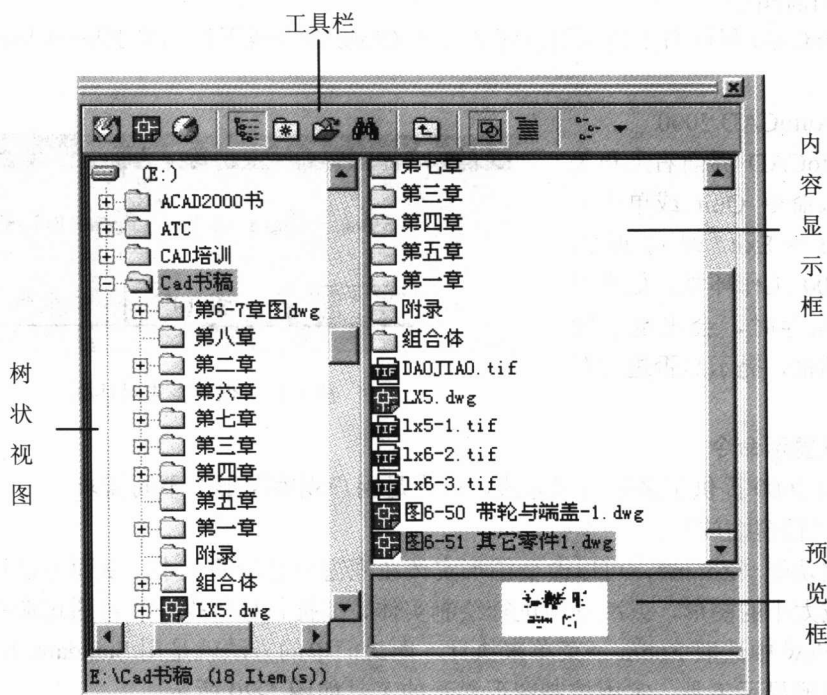 工具栏
(E:)
ACAD2000书
ATC
CAD培训
Cad书稿
第6-7章图dwg
第八章
第二章
第六章
第七章
第三章
第四章
第五章
第一章
附录
组合体
LX5.dwg
第七章
第三章
第四章
第五章
第一章
附录
组合体
DAOJIAO.tif
LX5.dwg
lx5-1.tif
lx6-2.tif
lx6-3.tif
图6-50 带轮与端盖-1.dwg
图6-51 其它零件1.dwg
E:\Cad书稿 (18 Item(s))
树状视图
内容显示框
预览框